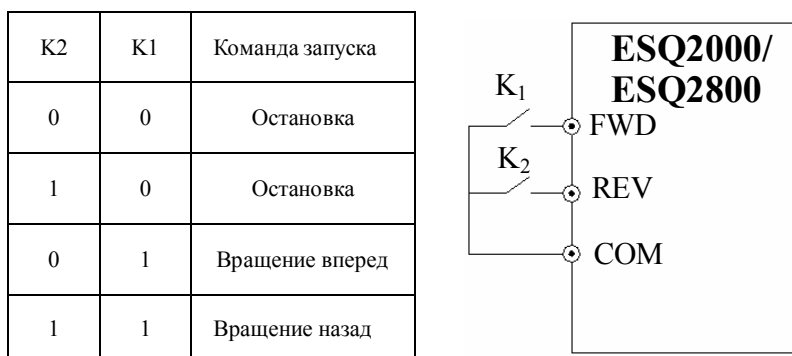 K2 K1 Команда запуска
0 0 Остановка
1 0 Остановка
0 1 Вращение вперед
1 1 Вращение назад
ESQ2000/
ESQ2800
K1
FWD
K2
REV
COM